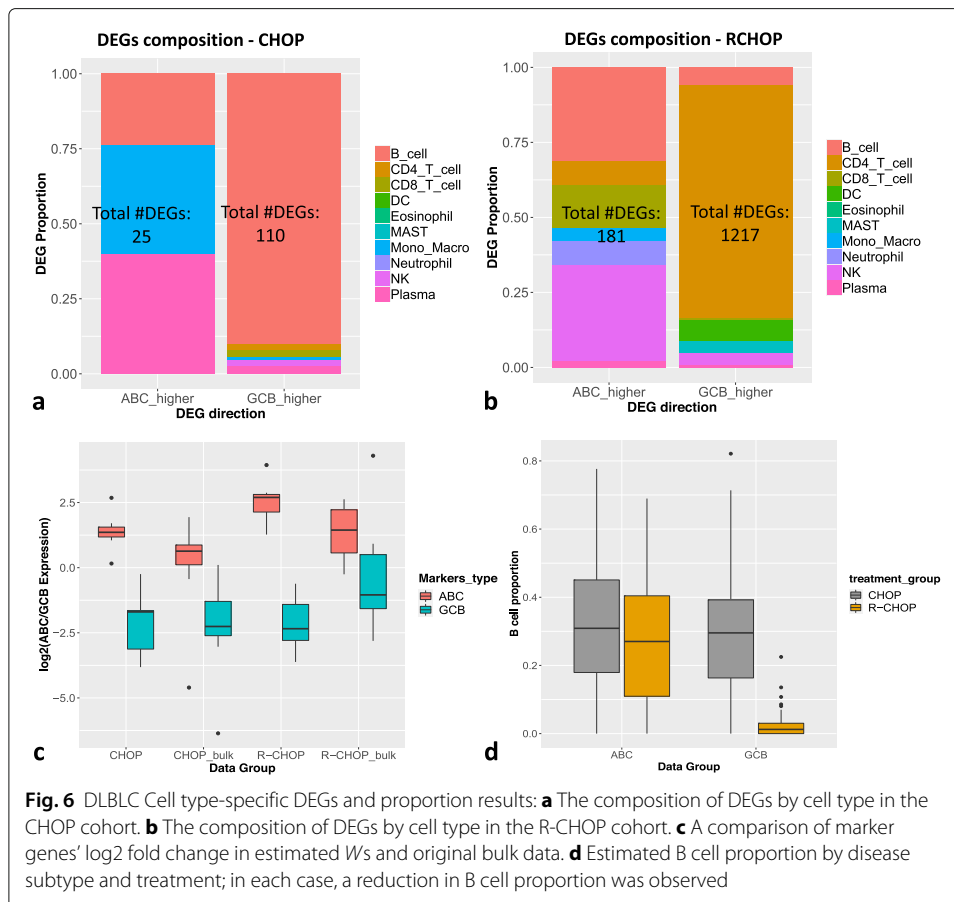 DEGs composition - CHOP
1.00
0.75
0.50
0.25
0.00
DEG Proportion
Total #DEGs:
25
Total #DEGs:
110
ABC_higher
GCB_higher
DEG direction
B_cell
CD4_T_cell
CD8_T_cell
DC
Eosinophil
MAST
Mono_Macro
Neutrophil
NK
Plasma
a
DEGs composition - RCHOP
1.00
0.75
0.50
0.25
0.00
DEG Proportion
Total #DEGs:
181
Total #DEGs:
1217
ABC_higher
GCB_higher
DEG direction
B_cell
CD4_T_cell
CD8_T_cell
DC
Eosinophil
MAST
Mono_Macro
Neutrophil
NK
Plasma
b
log2(ABC/GCB Expression)
2.5
0.0
−2.5
−5.0
CHOP
CHOP_bulk
R−CHOP
R−CHOP_bulk
Data Group
Markers_type
ABC
GCB
c
B cell proportion
0.8
0.6
0.4
0.2
0.0
ABC
GCB
Data Group
treatment_group
CHOP
R−CHOP
d
Fig. 6 DLBLC Cell type-specific DEGs and proportion results: a The composition of DEGs by cell type in the
CHOP cohort. b The composition of DEGs by cell type in the R-CHOP cohort. c A comparison of marker
genes' log2 fold change in estimated Ws and original bulk data. d Estimated B cell proportion by disease
subtype and treatment; in each case, a reduction in B cell proportion was observed